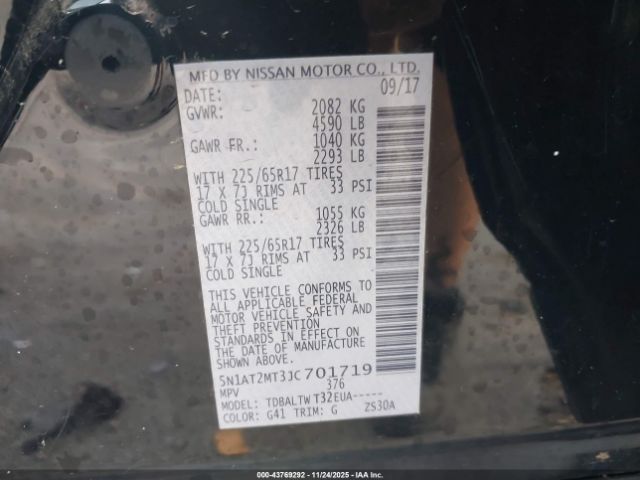 MFD BY NISSAN MOTOR CO., LTD.
DATE: 09/17
GVWR: 2082 KG
4590 LB
GAWR FR.: 1040 KG
2293 LB
WITH 225/65R17 TIRES
17 X 7J RIMS AT 33 PSI
COLD SINGLE
GAWR RR.: 1055 KG
2326 LB
WITH 225/65R17 TIRES
17 X 7J RIMS AT 33 PSI
COLD SINGLE
THIS VEHICLE CONFORMS TO
ALL APPLICABLE FEDERAL
MOTOR VEHICLE SAFETY AND
THEFT PREVENTION
STANDARDS IN EFFECT ON
THE DATE OF MANUFACTURE
SHOWN ABOVE.
5N1AT2MT3JC701719
MPV 376
MODEL: TDBALTW T32EUA-----
COLOR: G41 TRIM: G ZS30A
000-43769292 - 11/24/2025 - IAAI.COM